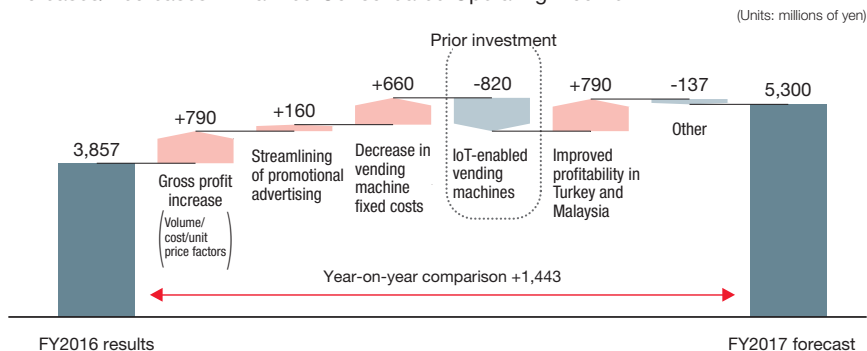 (Units: millions of yen)
Prior investment
3,857
+790
+160
+660
-820
+790
-137
5,300
Gross profit
increase
(Volume/
cost/unit
price factors)
Streamlining
of promotional
advertising
Decrease in
vending
machine
fixed costs
IoT-enabled
vending
machines
Improved
profitability in
Turkey and
Malaysia
Other
Year-on-year comparison +1,443
FY2016 results
FY2017 forecast